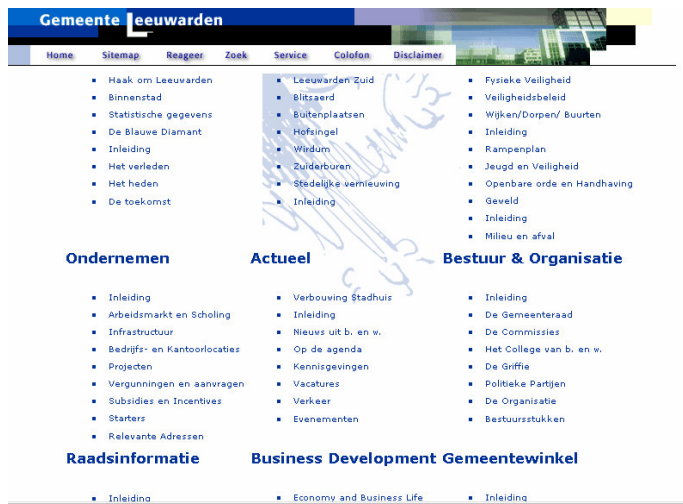 Gemeente Leeuwarden
Home Sitemap Reageer Zoek Service Colofon Disclaimer
Haak om Leeuwarden
Binnenstad
Statistische gegevens
De Blauwe Diamant
Inleiding
Het verleden
Het heden
De toekomst
Leeuwarden Zuid
Blitsaerd
Buitenplaatsen
Hofsingel
Wirdum
Zuiderburen
Stedelijke vernieuwing
Inleiding
Fysieke Veiligheid
Veiligheidsbeleid
Wijken/Dorpen/ Buurten
Inleiding
Rampenplan
Jeugd en Veiligheid
Openbare orde en Handhaving
Geweld
Inleiding
Milieu en afval
Ondernemen
Inleiding
Arbeidsmarkt en Scholing
Infrastructuur
Bedrijfs- en Kantoorlocaties
Projecten
Vergunningen en aanvragen
Subsidies en Incentives
Starters
Relevante Adressen
Actueel
Verbouwing Stadhuis
Inleiding
Nieuws uit b. en w.
Op de agenda
Kennisgevingen
Vacatures
Verkeer
Evenementen
Bestuur & Organisatie
Inleiding
De Gemeenteraad
De Commissies
Het College van b. en w.
De Griffie
Politieke Partijen
De Organisatie
Bestuursstukken
Raadsinformatie
Inleiding
Business Development
Economy and Business Life
Gemeentewinkel
Inleiding